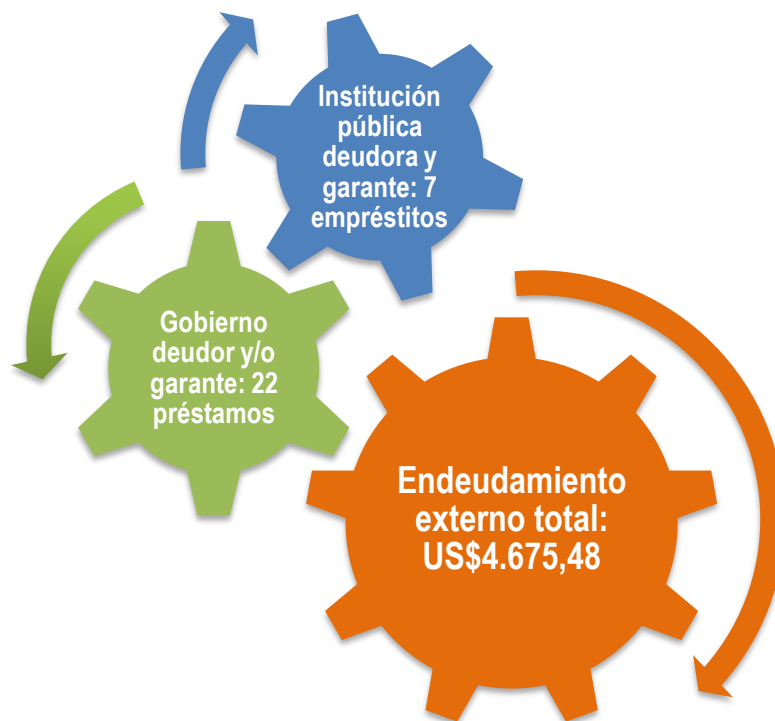 Institución
pública
deudora y
garante: 7
empréstitos
Gobierno
deudor y/o
garante: 22
préstamos
Endeudamiento
externo total:
US$4.675,48